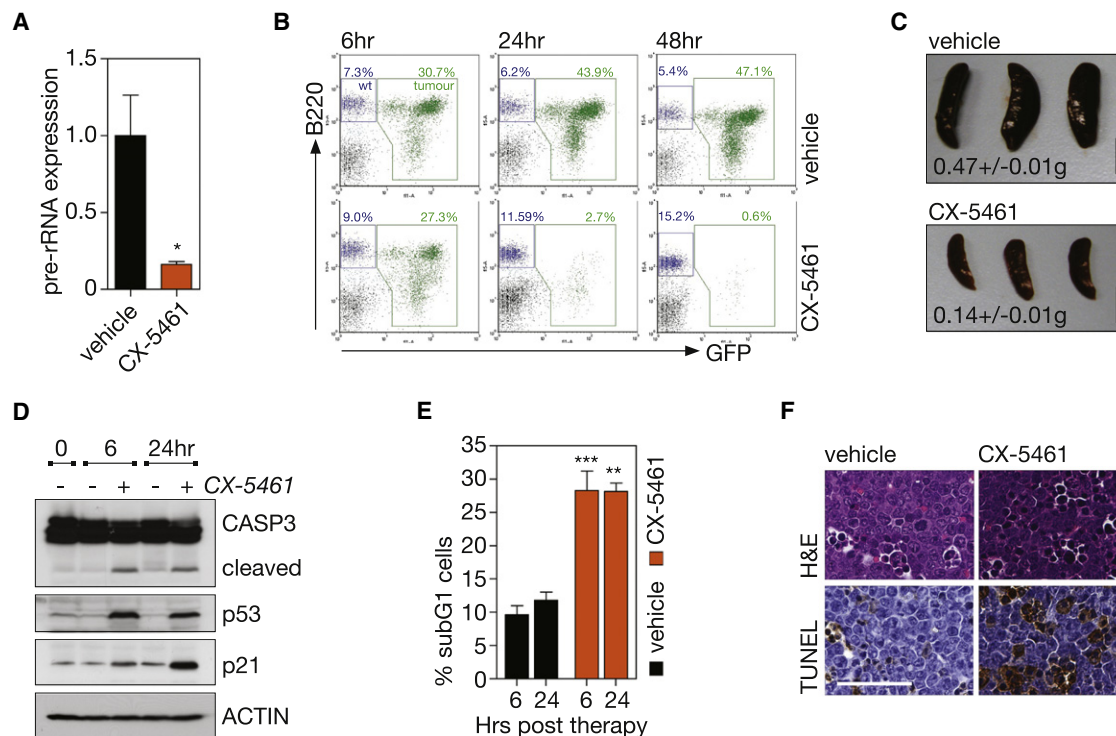 A
pre-rRNA expresssion
1.5
1.0
0.5
0
*
vehicle
CX-5461
B
6hr
24hr
48hr
B220
7.3%
wt
30.7%
tumour
6.2%
43.9%
5.4%
47.1%
vehicle
9.0%
27.3%
11.59%
2.7%
15.2%
0.6%
CX-5461
GFP
C
vehicle
0.47+/-0.01g
CX-5461
0.14+/-0.01g
D
0 6 24hr
- - + - + CX-5461
CASP3
cleaved
p53
p21
ACTIN
E
% subG1 cells
35
30
25
20
15
10
5
0
***
**
6 24 6 24
Hrs post therapy
vehicle
CX-5461
F
vehicle
CX-5461
H&E
TUNEL